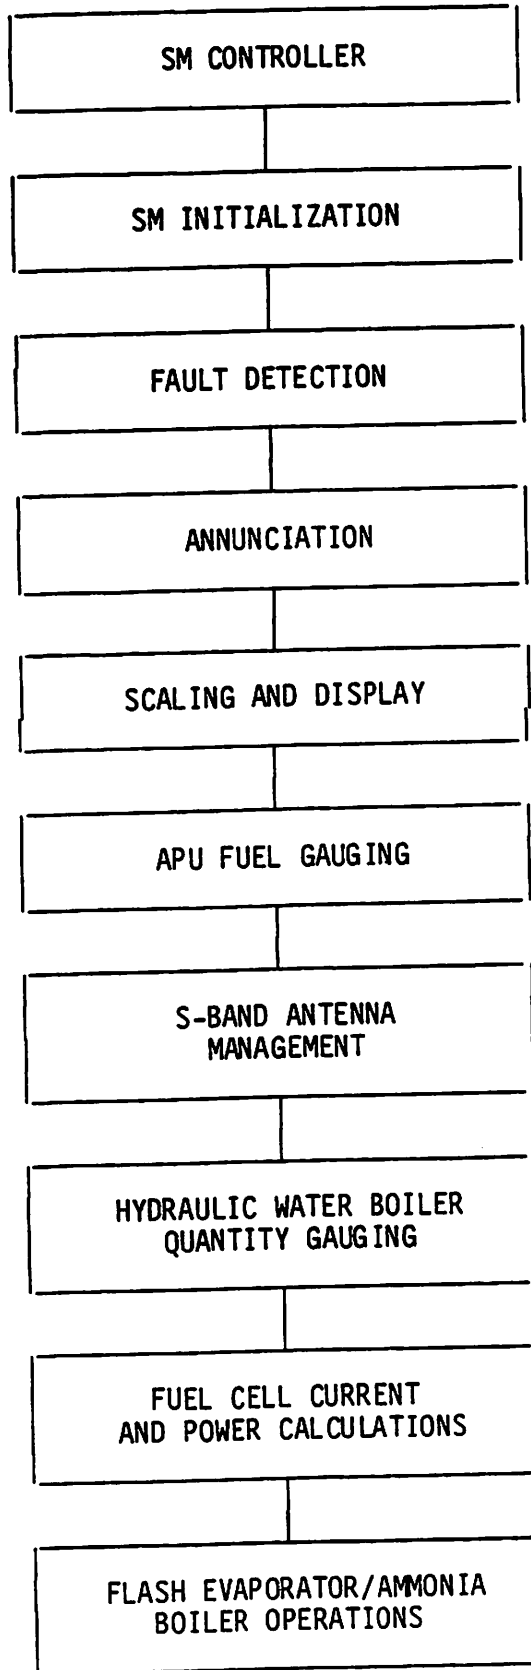 SM CONTROLLER
SM INITIALIZATION
FAULT DETECTION
ANNUNCIATION
SCALING AND DISPLAY
APU FUEL GAUGING
S-BAND ANTENNA
MANAGEMENT
HYDRAULIC WATER BOILER
QUANTITY GAUGING
FUEL CELL CURRENT
AND POWER CALCULATIONS
FLASH EVAPORATOR/AMMONIA
BOILER OPERATIONS